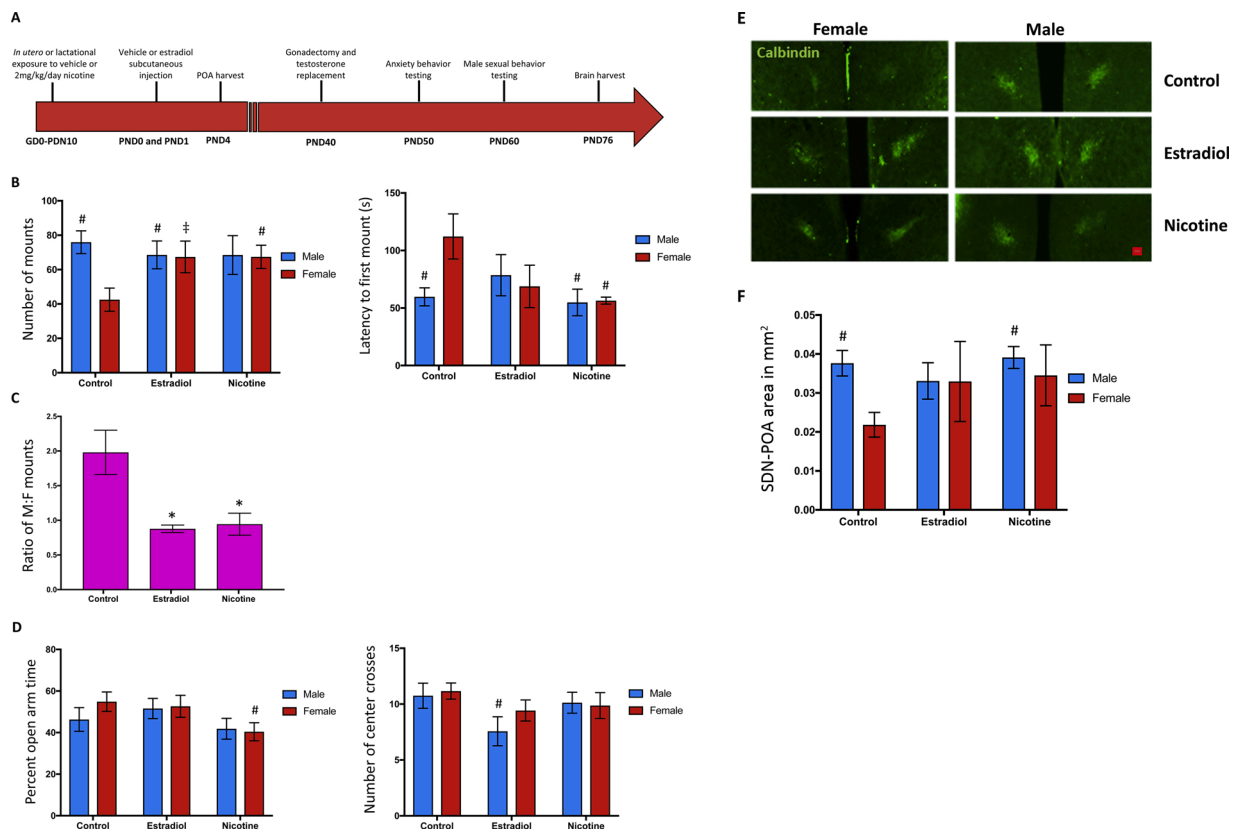 A
In utero or lactational
exposure to vehicle or
2mg/kg/day nicotine
Vehicle or estradiol
subcutaneous
injection
POA harvest
Gonadectomy and
testosterone
replacement
Anxiety behavior
testing
Male sexual behavior
testing
Brain harvest
GD0-PDN10
PND0 and PND1
PND4
PND40
PND50
PND60
PND76
B
Number of mounts
100
80
60
40
20
0
#
#
‡
#
Control
Estradiol
Nicotine
Male
Female
Latency to first mount (s)
150
100
50
0
#
#
#
Control
Estradiol
Nicotine
Male
Female
C
Ratio of M:F mounts
2.5
2.0
1.5
1.0
0.5
0.0
*
*
Control
Estradiol
Nicotine
D
Percent open arm time
80
60
40
20
0
#
Control
Estradiol
Nicotine
Male
Female
Number of center crosses
15
10
5
0
#
Control
Estradiol
Nicotine
Male
Female
E
Female
Male
Calbindin
Control
Estradiol
Nicotine
F
SDN-POA area in mm²
0.05
0.04
0.03
0.02
0.01
0.00
#
#
Control
Estradiol
Nicotine
Male
Female